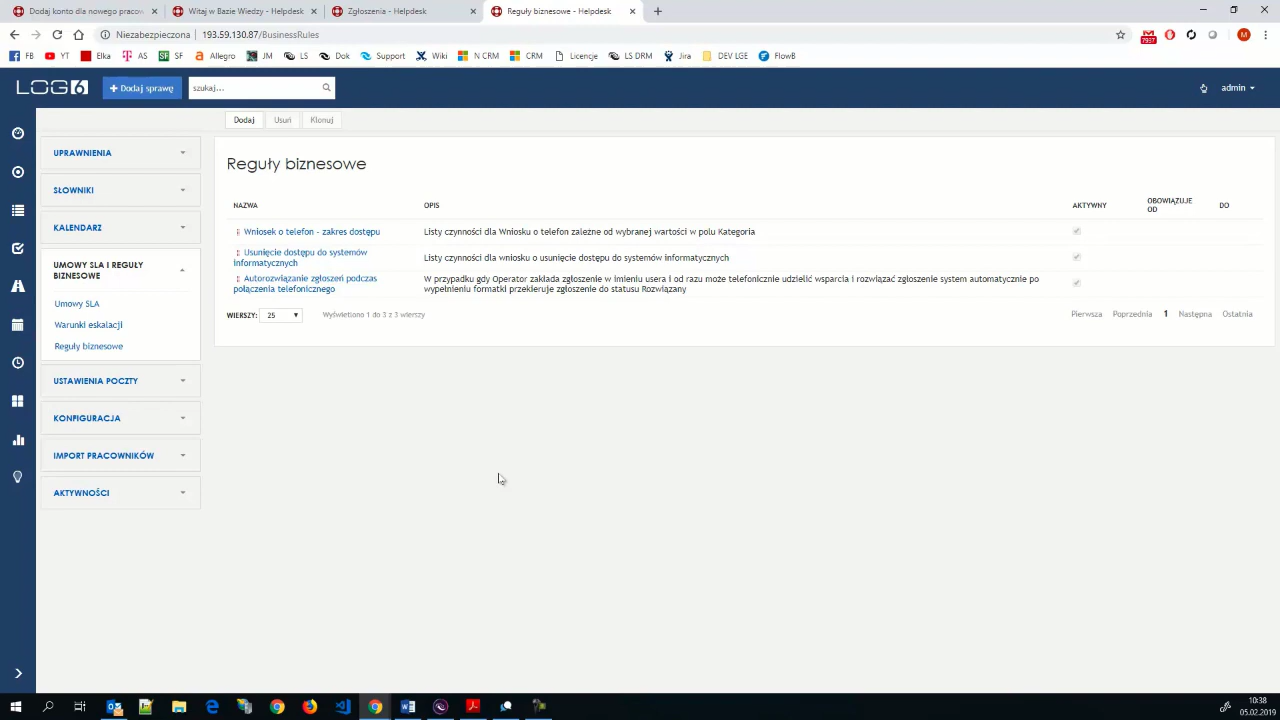 Dodaj konto dla nowego pracow
Witaj w Bazie Wiedzy - Helpdesk
Zgłoszenia - Helpdesk
Reguły biznesowe - Helpdesk
Niezabezpieczona
193.59.130.87/BusinessRules
7937
M
FB
YT
Elka
AS
SF
Allegro
JM
LS
Dok
Support
Wiki
N CRM
CRM
Licencje
LS DRM
Jira
DEV LGE
FlowB
LOG6
+ Dodaj sprawę
szukaj...
admin
Dodaj
Usuń
Klonuj
UPRAWNIENIA
SŁOWNIKI
KALENDARZ
UMOWY SLA I REGUŁY
BIZNESOWE
Umowy SLA
Warunki eskalacji
Reguły biznesowe
USTAWIENIA POCZTY
KONFIGURACJA
IMPORT PRACOWNIKÓW
AKTYWNOŚCI
Reguły biznesowe
NAZWA
OPIS
AKTYWNY
OBOWIĄZUJE
OD
DO
Wniosek o telefon - zakres dostępu
Listy czynności dla Wniosku o telefon zależne od wybranej wartości w polu Kategoria
Usunięcie dostępu do systemów
informatycznych
Listy czynności dla wniosku o usunięcie dostępu do systemów informatycznych
Autorozwiązanie zgłoszeń podczas
połączenia telefonicznego
W przypadku gdy Operator zakłada zgłoszenie w imieniu usera i od razu może telefonicznie udzielić wsparcia i rozwiązać zgłoszenie system automatycznie po
wypełnieniu formatki przekieruje zgłoszenie do statusu Rozwiązany
WIERSZY:
25
Wyświetlono 1 do 3 z 3 wierszy
Pierwsza
Poprzednia
1
Następna
Ostatnia
10:38
05.02.2019